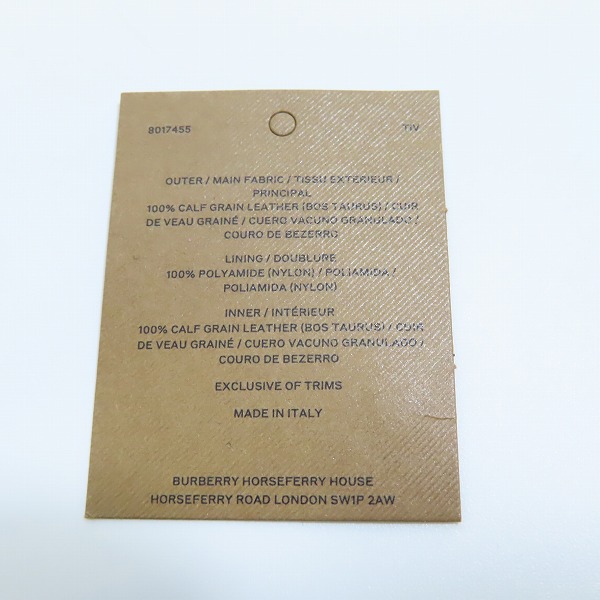 8017455 TIV
OUTER / MAIN FABRIC / TISSU EXTERIEUR /
PRINCIPAL
100% CALF GRAIN LEATHER (BOS TAURUS) / CUIR
DE VEAU GRAINÉ / CUERO VACUNO GRANULADO /
COURO DE BEZERRO
LINING / DOUBLURE
100% POLYAMIDE (NYLON) / POLIAMIDA /
POLIAMIDA (NYLON)
INNER / INTÉRIEUR
100% CALF GRAIN LEATHER (BOS TAURUS) / CUIR
DE VEAU GRAINÉ / CUERO VACUNO GRANULADO /
COURO DE BEZERRO
EXCLUSIVE OF TRIMS
MADE IN ITALY
BURBERRY HORSEFERRY HOUSE
HORSEFERRY ROAD LONDON SW1P 2AW